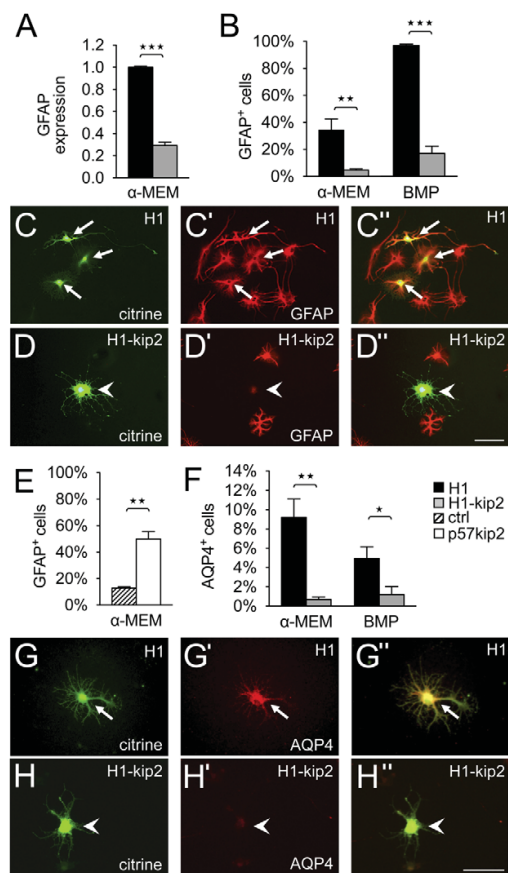 A
GFAP expression
1.2
1.0
0.8
0.6
0.4
0.2
0.0
★★★
α-MEM
B
GFAP+ cells
100%
80%
60%
40%
20%
0%
★★
★★★
α-MEM BMP
C H1
citrine
C' H1
GFAP
C'' H1
D H1-kip2
citrine
D' H1-kip2
GFAP
D'' H1-kip2
E
GFAP+ cells
100%
80%
60%
40%
20%
0%
★★
α-MEM
F
AQP4+ cells
14%
12%
10%
8%
6%
4%
2%
0%
★★
★
α-MEM BMP
H1
H1-kip2
ctrl
p57kip2
G H1
citrine
G' H1
AQP4
G'' H1
H H1-kip2
citrine
H' H1-kip2
AQP4
H'' H1-kip2